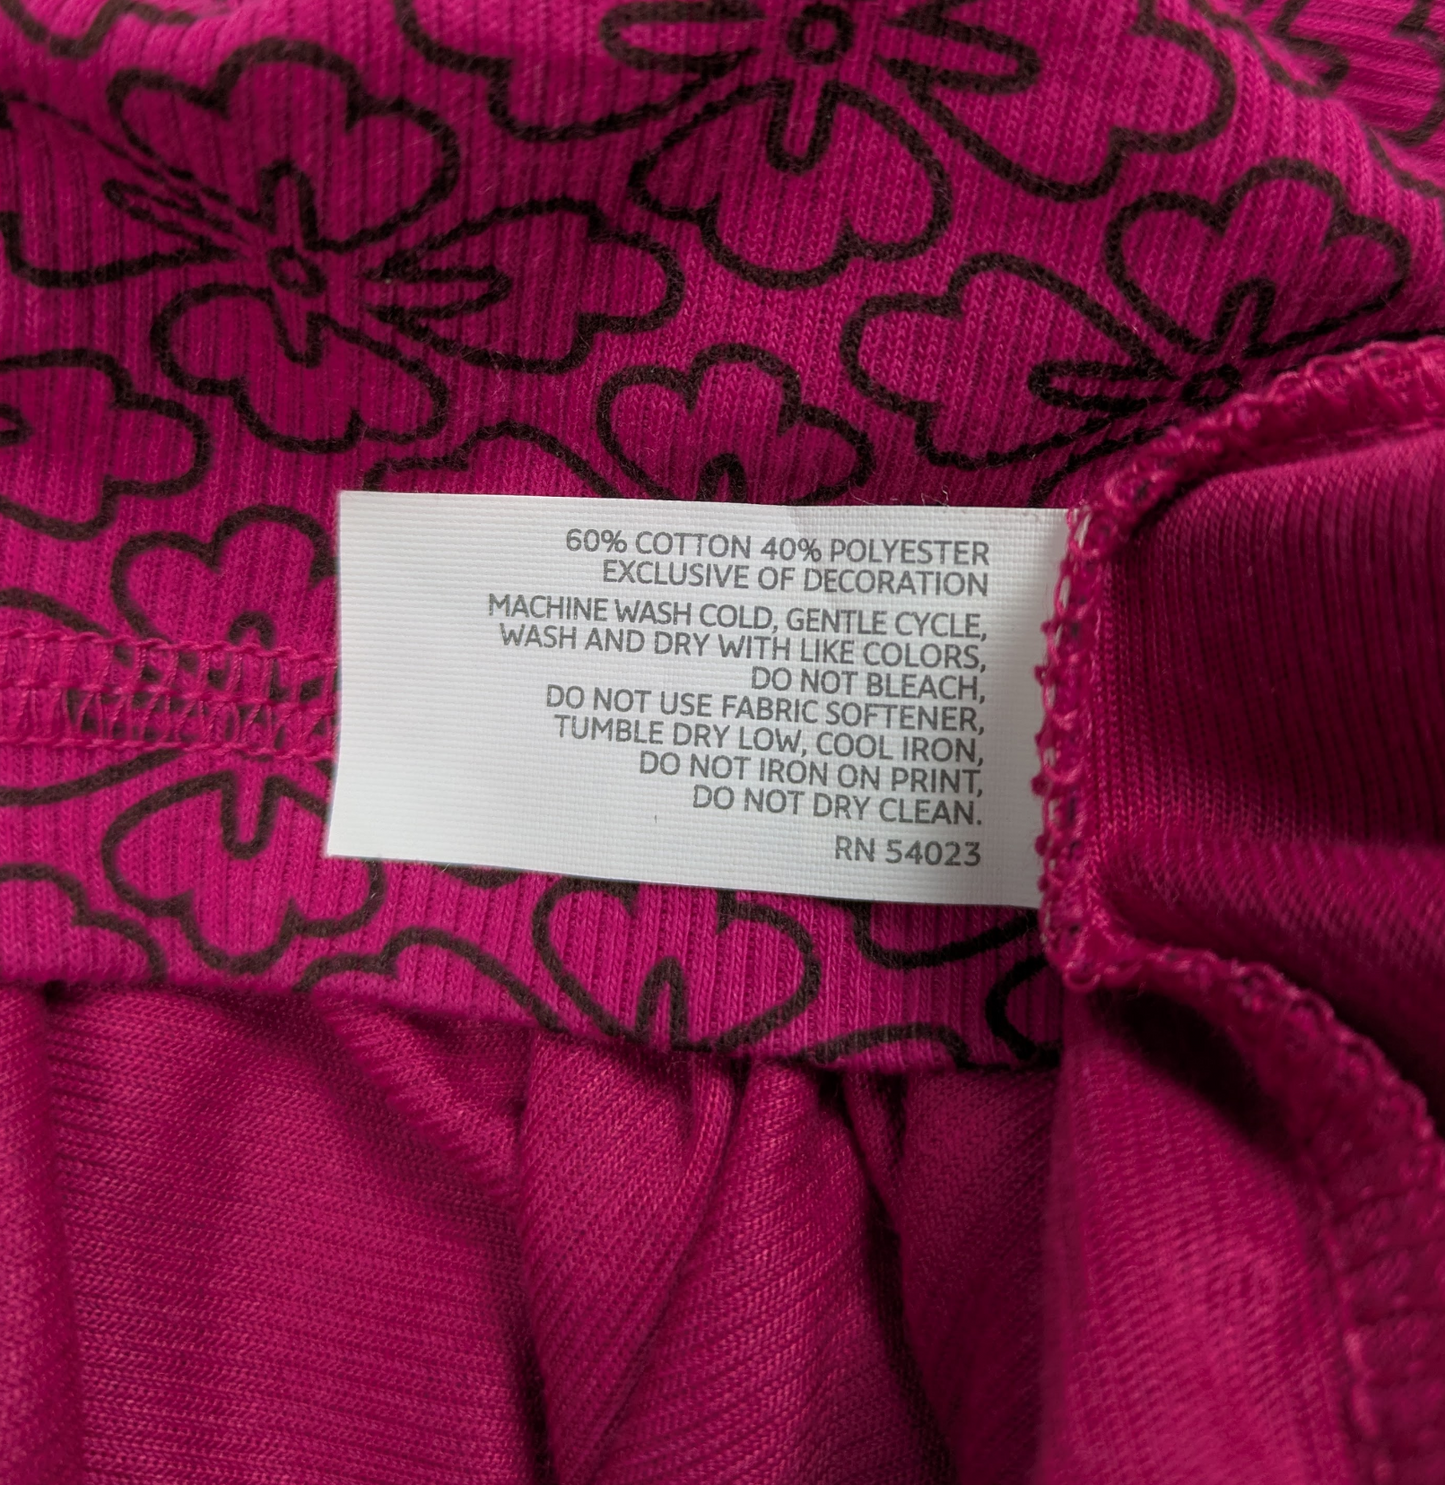 60% COTTON 40% POLYESTER
EXCLUSIVE OF DECORATION
MACHINE WASH COLD, GENTLE CYCLE,
WASH AND DRY WITH LIKE COLORS,
DO NOT BLEACH,
DO NOT USE FABRIC SOFTENER,
TUMBLE DRY LOW, COOL IRON,
DO NOT IRON ON PRINT,
DO NOT DRY CLEAN.
RN 54023